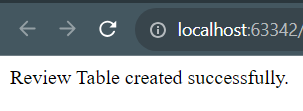 localhost:63342/
Review Table created successfully.